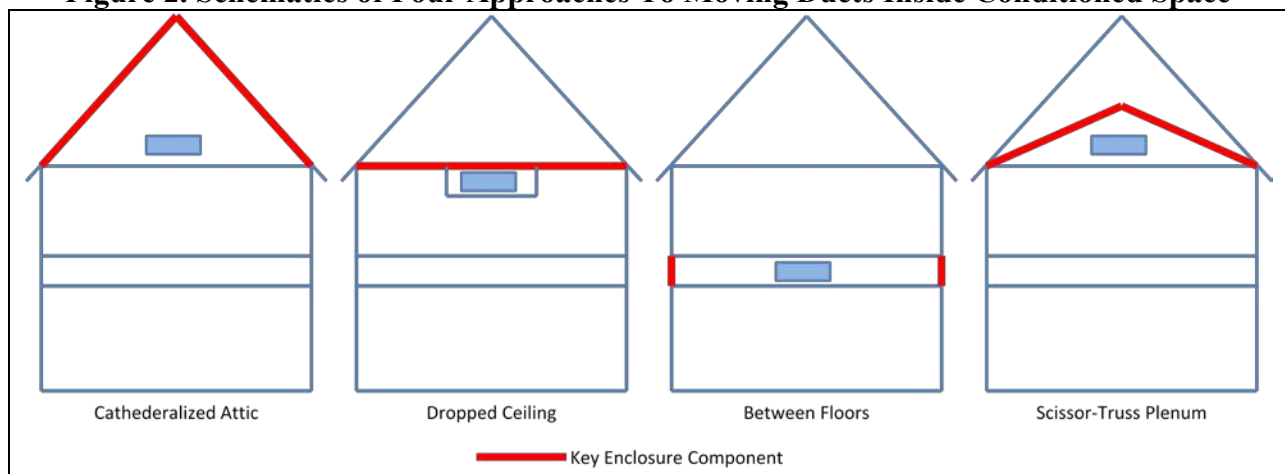 Figure 2. Schematics of Four Approaches To Moving Ducts Inside Conditioned Space
Cathederalized Attic
Dropped Ceiling
Between Floors
Scissor-Truss Plenum
Key Enclosure Component